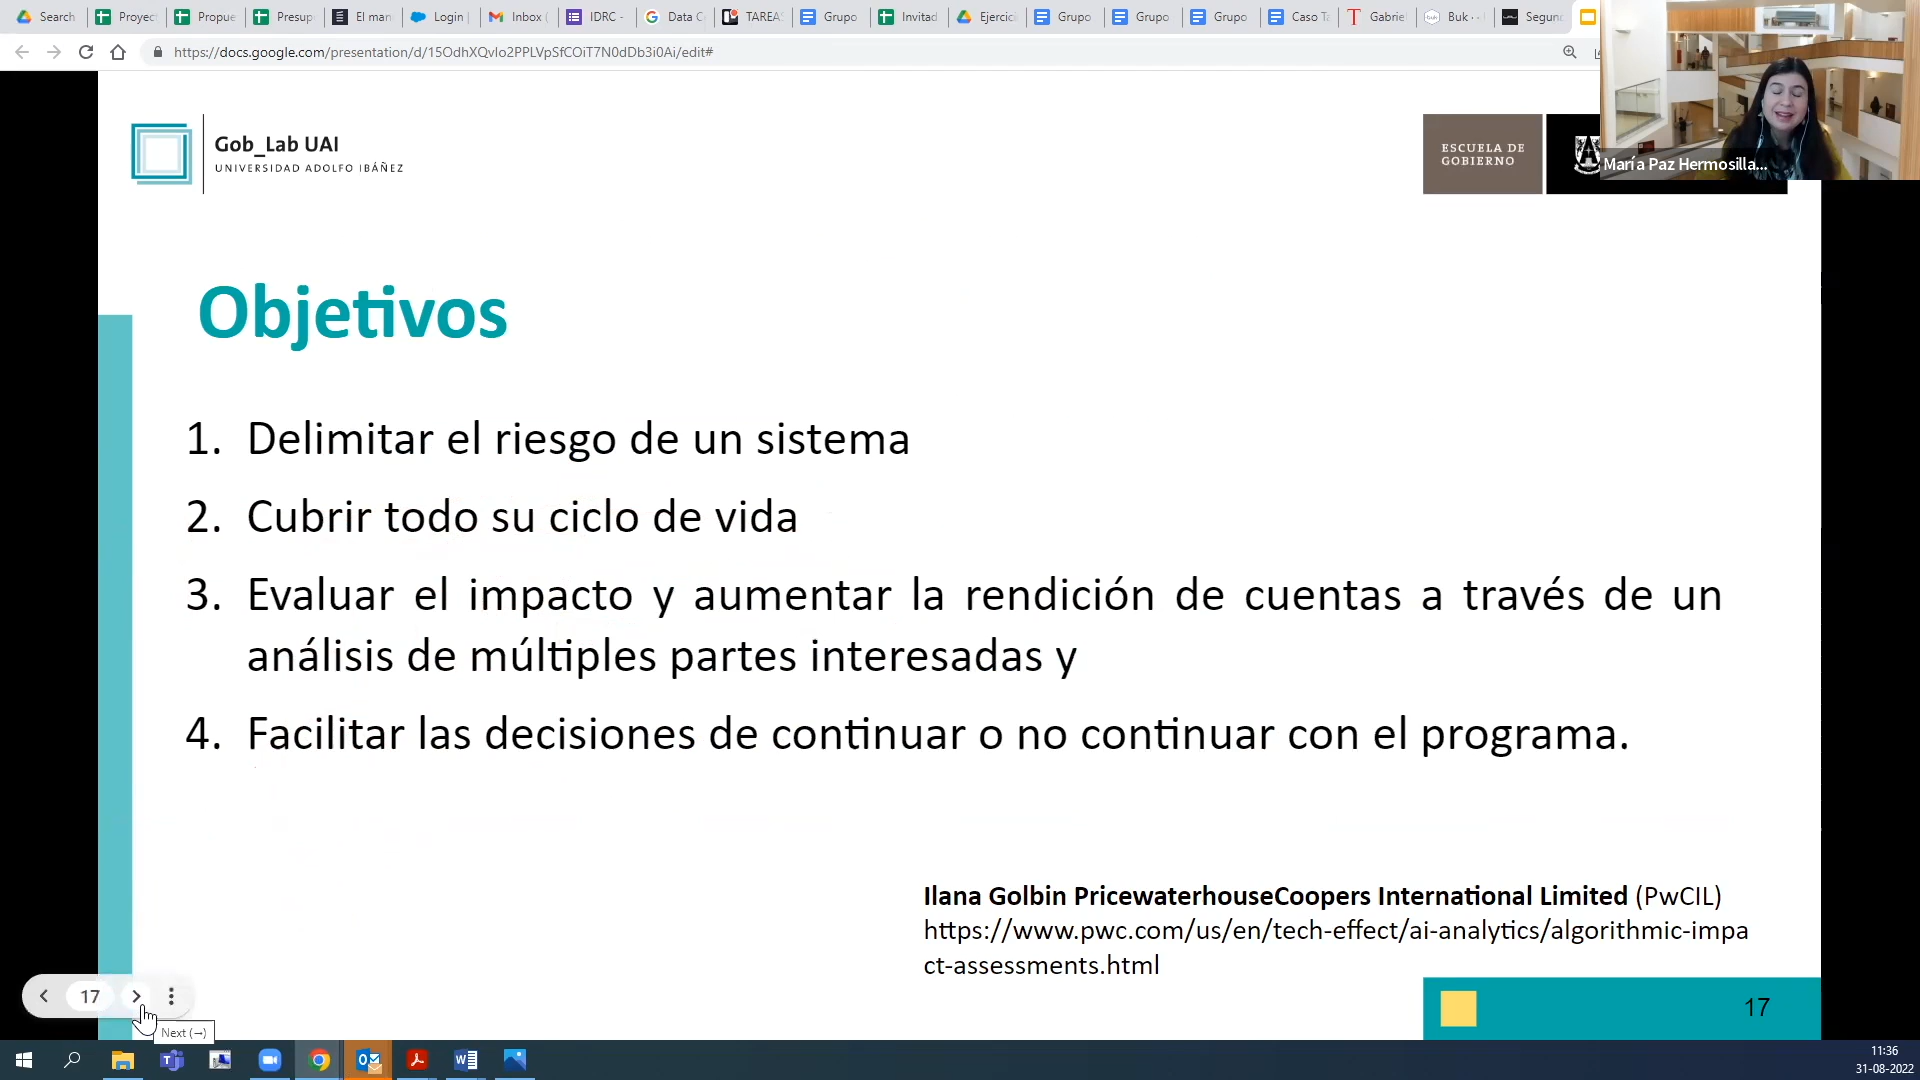 Search
Proyec
Propue
Presup
El man
Login |
Inbox (
IDRC -
Data C
TAREAS
Grupo
Invitad
Ejercici
Grupo
Grupo
Grupo
Caso T
Gabrie
Buk
Segun
https://docs.google.com/presentation/d/15OdhXQvlo2PPLVpSfCOiT7N0dDb3i0Ai/edit#
Gob_Lab UAI
UNIVERSIDAD ADOLFO IBÁÑEZ
ESCUELA DE
GOBIERNO
María Paz Hermosilla...
Objetivos
1. Delimitar el riesgo de un sistema
2. Cubrir todo su ciclo de vida
3. Evaluar el impacto y aumentar la rendición de cuentas a través de un
análisis de múltiples partes interesadas y
4. Facilitar las decisiones de continuar o no continuar con el programa.
Ilana Golbin PricewaterhouseCoopers International Limited (PwCIL)
https://www.pwc.com/us/en/tech-effect/ai-analytics/algorithmic-impa
ct-assessments.html
17
17
Next (→)
11:36
31-08-2022